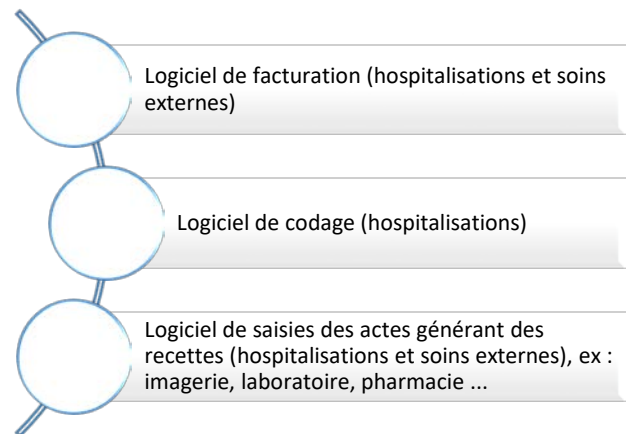 Logiciel de facturation (hospitalisations et soins
externes)
Logiciel de codage (hospitalisations)
Logiciel de saisies des actes générant des
recettes (hospitalisations et soins externes), ex :
imagerie, laboratoire, pharmacie ...